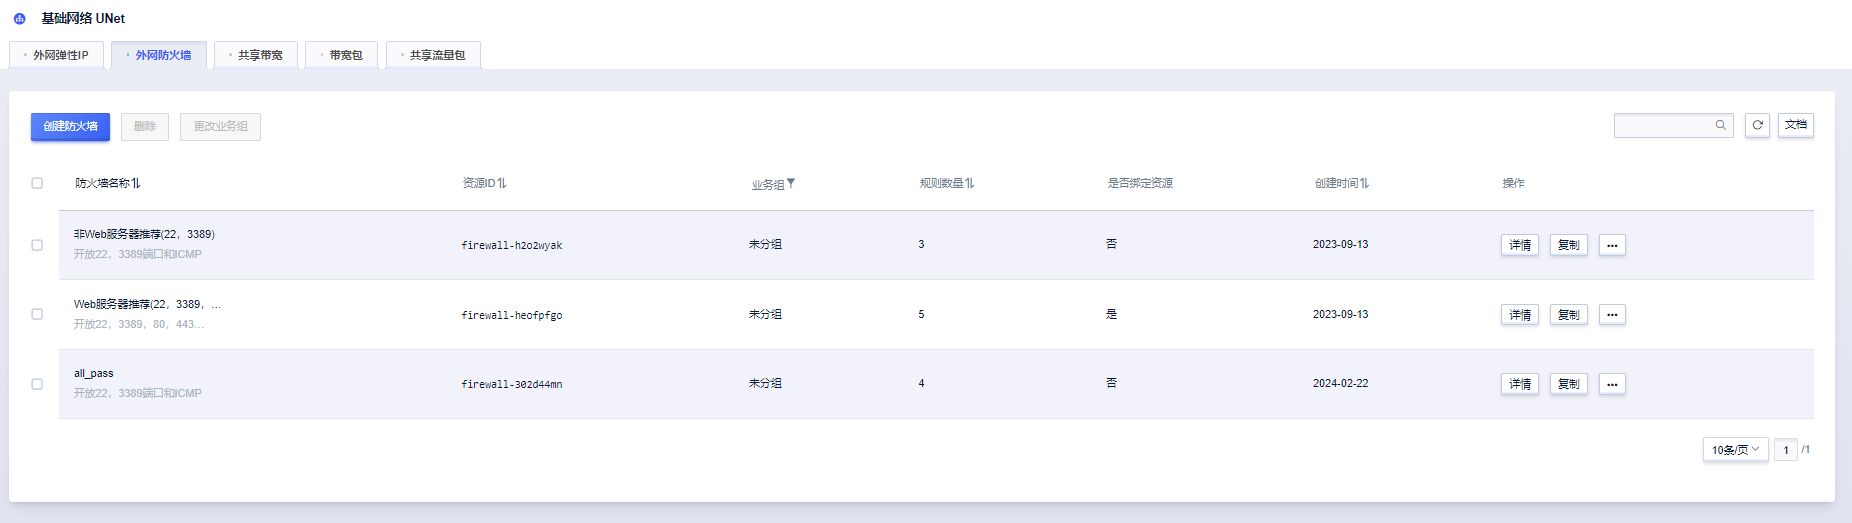 基础网络 UNet
外网弹性IP 外网防火墙 共享带宽 带宽包 共享流量包
创建防火墙 删除 更改业务组 文档
防火墙名称 资源ID 业务组 规则数量 是否绑定资源 创建时间 操作
非Web服务器推荐(22，3389)
开放22，3389端口和ICMP
firewall-h2o2wyak 未分组 3 否 2023-09-13 详情 复制 •••
Web服务器推荐(22，3389，...
开放22，3389，80，443...
firewall-heofpfgo 未分组 5 是 2023-09-13 详情 复制 •••
all_pass
开放22，3389端口和ICMP
firewall-302d44mn 未分组 4 否 2024-02-22 详情 复制 •••
10条/页 1 /1